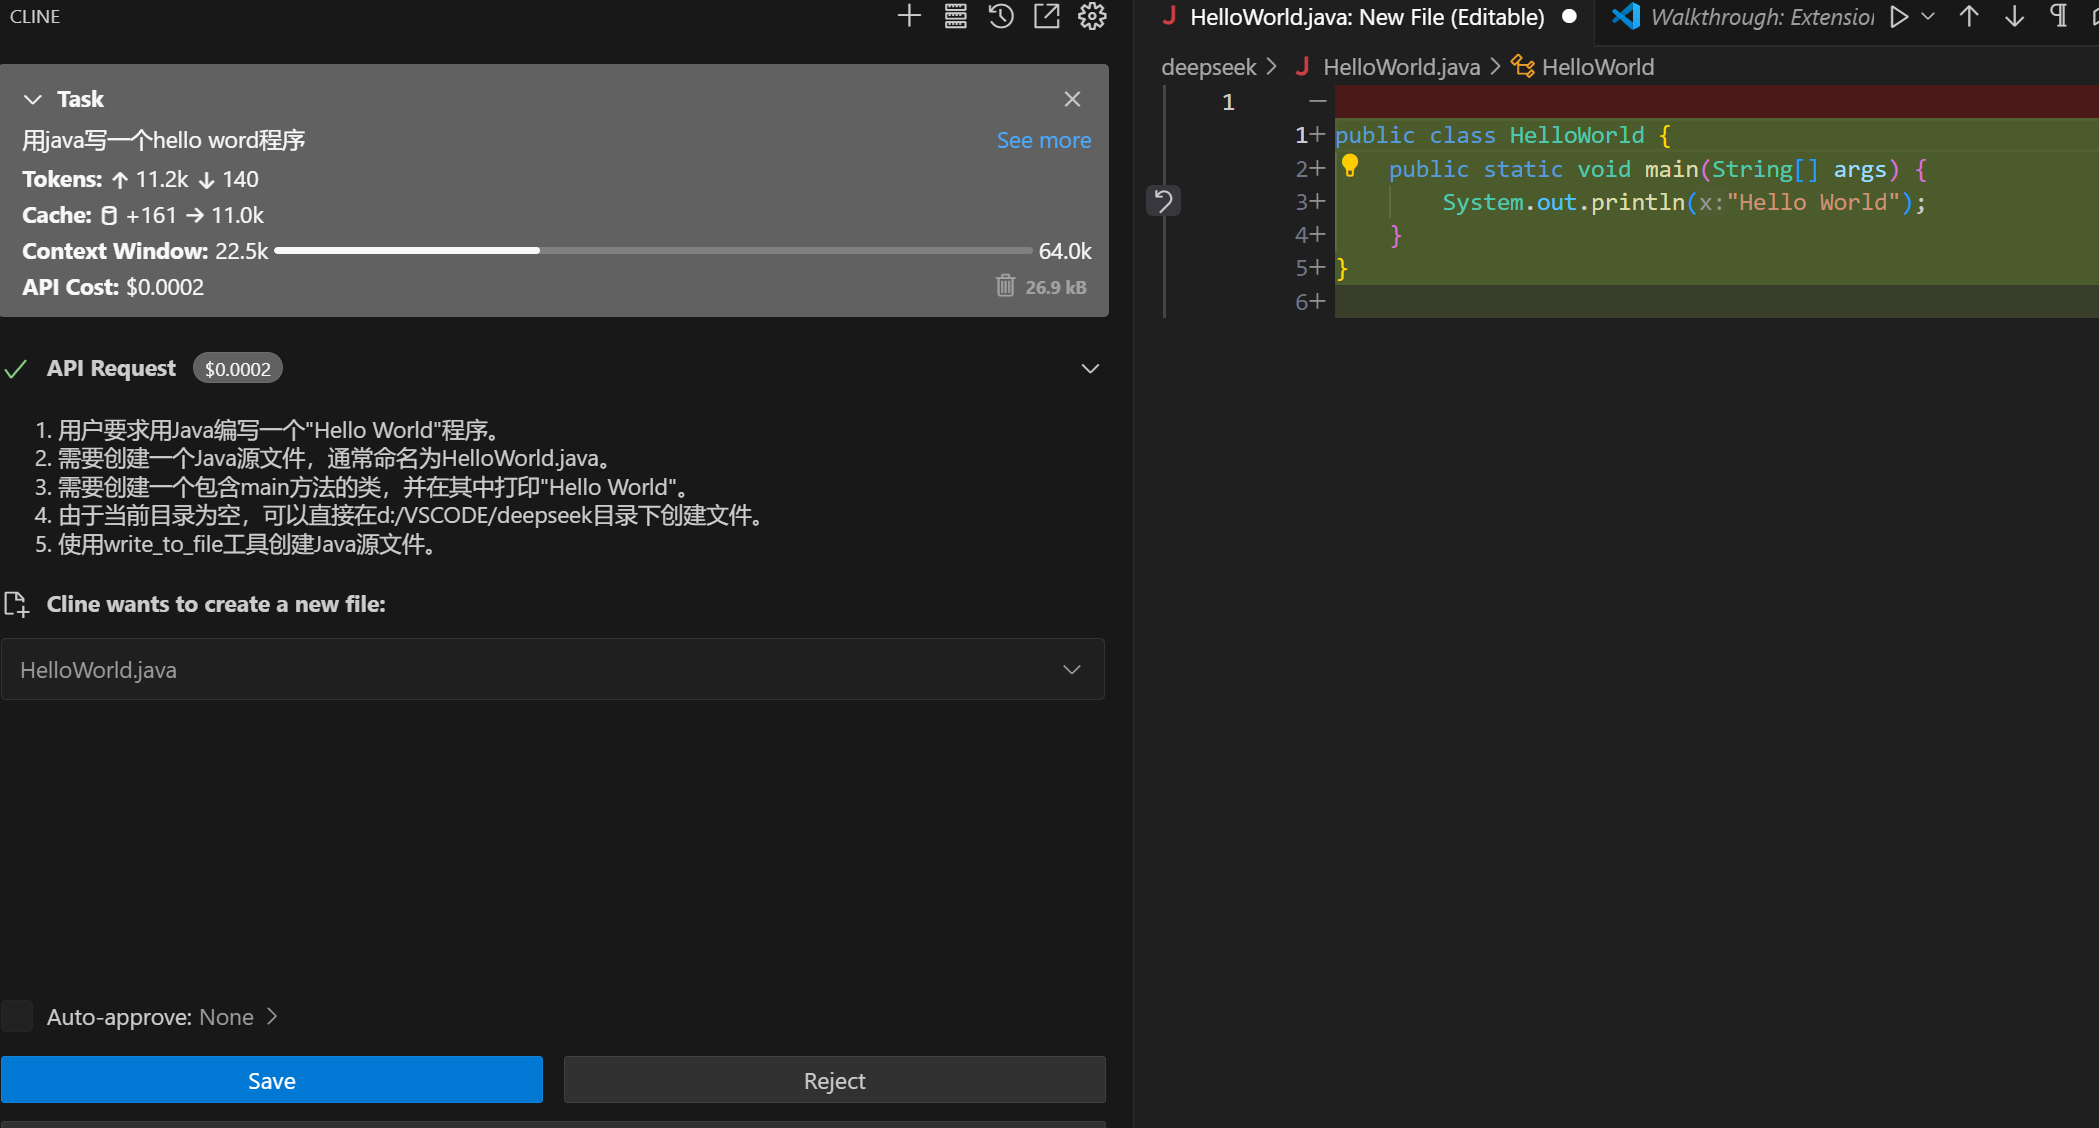 CLINE
Task
用java写一个hello word程序
See more
Tokens: ↑ 11.2k ↓ 140
Cache: +161 → 11.0k
Context Window: 22.5k 64.0k
API Cost: $0.0002
26.9 kB
API Request $0.0002
1. 用户要求用Java编写一个"Hello World"程序。
2. 需要创建一个Java源文件，通常命名为HelloWorld.java。
3. 需要创建一个包含main方法的类，并在其中打印"Hello World"。
4. 由于当前目录为空，可以直接在d:/VSCODE/deepseek目录下创建文件。
5. 使用write_to_file工具创建Java源文件。
Cline wants to create a new file:
HelloWorld.java
Auto-approve: None
Save
Reject
J HelloWorld.java: New File (Editable)
Walkthrough: Extension
deepseek > J HelloWorld.java > HelloWorld
1 —
1+ public class HelloWorld {
2+ public static void main(String[] args) {
3+ System.out.println(x:"Hello World");
4+ }
5+ }
6+